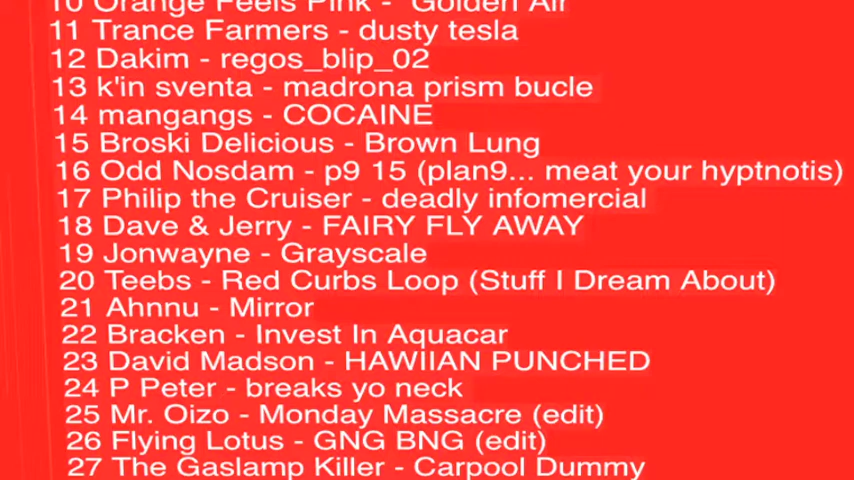 10 Orange Feels Pink - "Golden Air"
11 Trance Farmers - dusty tesla
12 Dakim - regos_blip_02
13 k'in sventa - madrona prism bucle
14 mangangs - COCAINE
15 Broski Delicious - Brown Lung
16 Odd Nosdam - p9 15 (plan9... meat your hyptnotis)
17 Philip the Cruiser - deadly infomercial
18 Dave & Jerry - FAIRY FLY AWAY
19 Jonwayne - Grayscale
20 Teebs - Red Curbs Loop (Stuff I Dream About)
21 Ahnnu - Mirror
22 Bracken - Invest In Aquacar
23 David Madson - HAWIIAN PUNCHED
24 P Peter - breaks yo neck
25 Mr. Oizo - Monday Massacre (edit)
26 Flying Lotus - GNG BNG (edit)
27 The Gaslamp Killer - Carpool Dummy